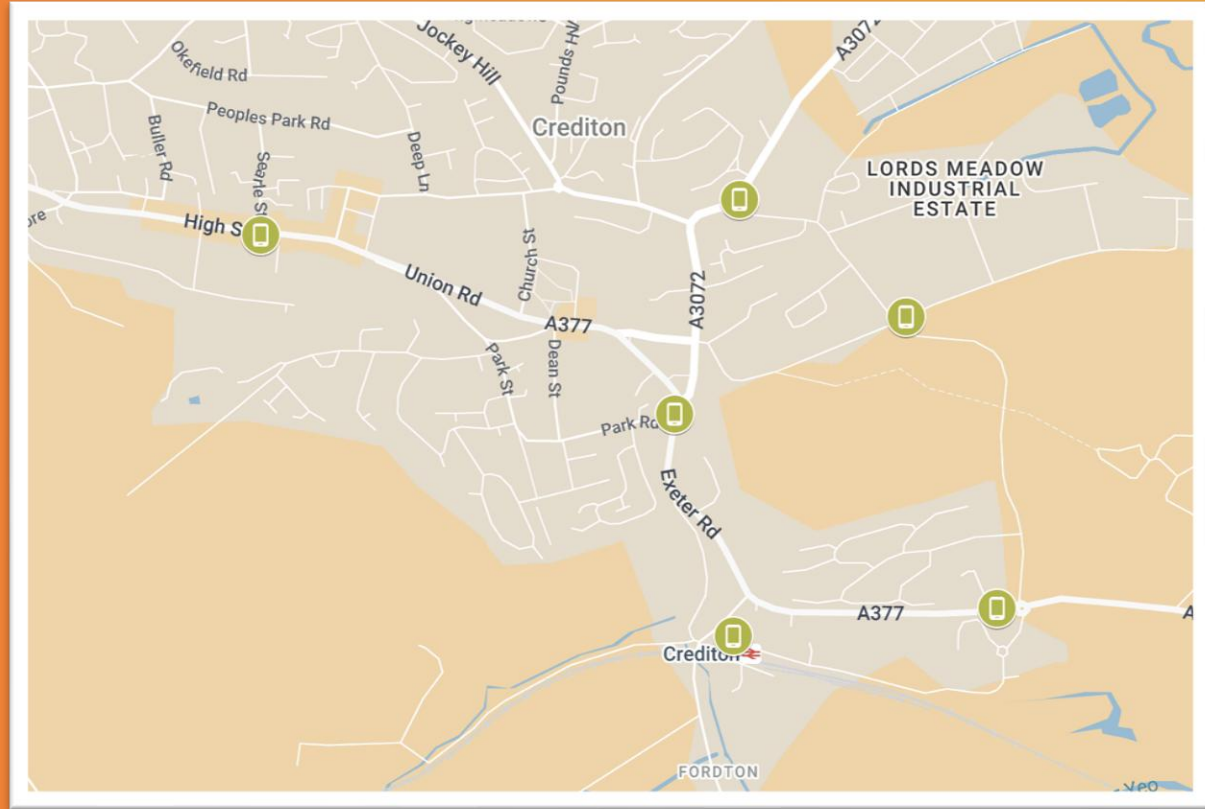 Jockey Hill
Pounds Hill
A3072
Okefield Rd
Peoples Park Rd
Crediton
Buller Rd
Deep Ln
Searle St
LORDS MEADOW
INDUSTRIAL
ESTATE
High S
Church St
Union Rd
A3072
A377
Park St
Dean St
Park Rd
Exeter Rd
A377
Crediton
FORDTON
Yeo